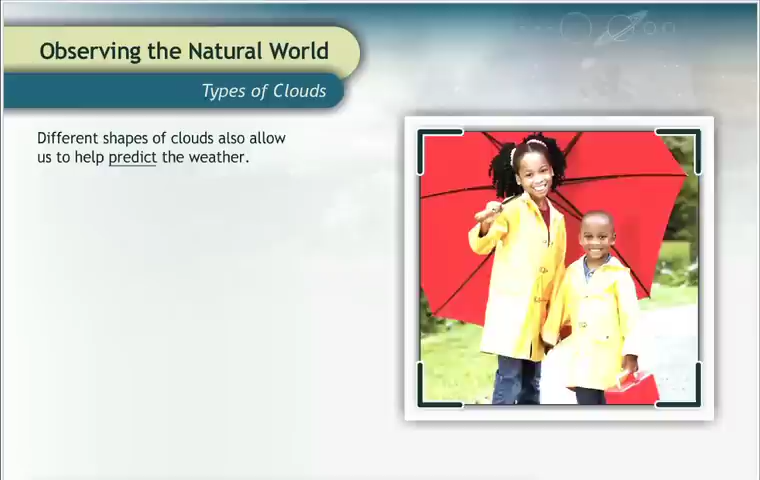 Observing the Natural World
Types of Clouds
Different shapes of clouds also allow
us to help predict the weather.